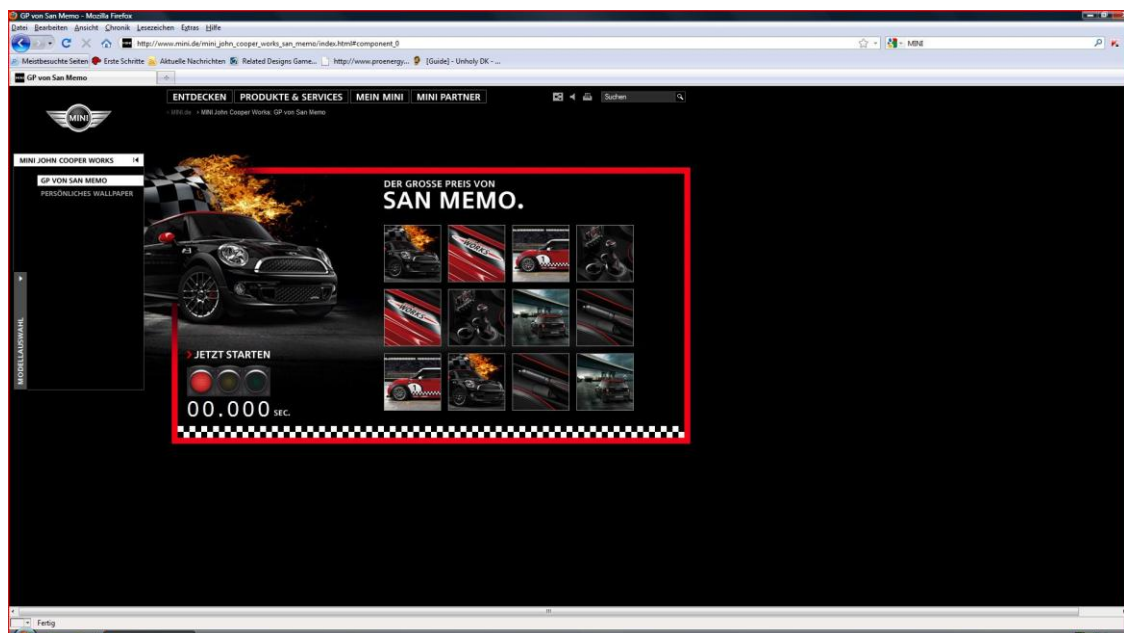 GP von San Memo - Mozilla Firefox
Datei Bearbeiten Ansicht Chronik Lesezeichen Extras Hilfe
http://www.mini.de/mini_john_cooper_works_san_memo/index.html#component_0
MINI
Meistbesuchte Seiten Erste Schritte Aktuelle Nachrichten Related Designs Game... http://www.proenergy... [Guide] - Unholy DK - ...
GP von San Memo
ENTDECKEN PRODUKTE & SERVICES MEIN MINI MINI PARTNER Suchen
MINI.de MINI John Cooper Works: GP von San Memo
MINI
MINI JOHN COOPER WORKS
GP VON SAN MEMO
PERSÖNLICHES WALLPAPER
MODELLAUSWAHL
DER GROSSE PREIS VON
SAN MEMO.
WORKS
WORKS
JETZT STARTEN
00.000 SEC.
Fertig